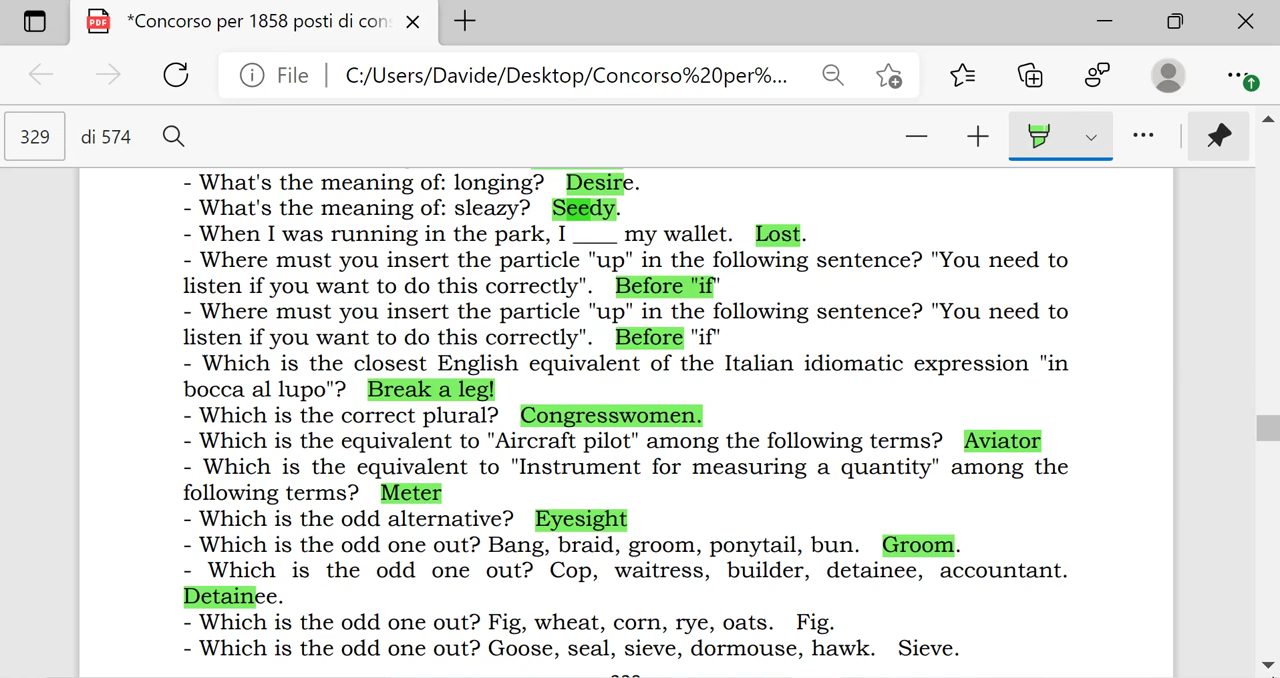 *Concorso per 1858 posti di con
File
C:/Users/Davide/Desktop/Concorso%20per%...
329 di 574
- What's the meaning of: longing? Desire.
- What's the meaning of: sleazy? Seedy.
- When I was running in the park, I ____ my wallet. Lost.
- Where must you insert the particle "up" in the following sentence? "You need to
listen if you want to do this correctly". Before "if"
- Where must you insert the particle "up" in the following sentence? "You need to
listen if you want to do this correctly". Before "if"
- Which is the closest English equivalent of the Italian idiomatic expression "in
bocca al lupo"? Break a leg!
- Which is the correct plural? Congresswomen.
- Which is the equivalent to "Aircraft pilot" among the following terms? Aviator
- Which is the equivalent to "Instrument for measuring a quantity" among the
following terms? Meter
- Which is the odd alternative? Eyesight
- Which is the odd one out? Bang, braid, groom, ponytail, bun. Groom.
- Which is the odd one out? Cop, waitress, builder, detainee, accountant.
Detainee.
- Which is the odd one out? Fig, wheat, corn, rye, oats. Fig.
- Which is the odd one out? Goose, seal, sieve, dormouse, hawk. Sieve.